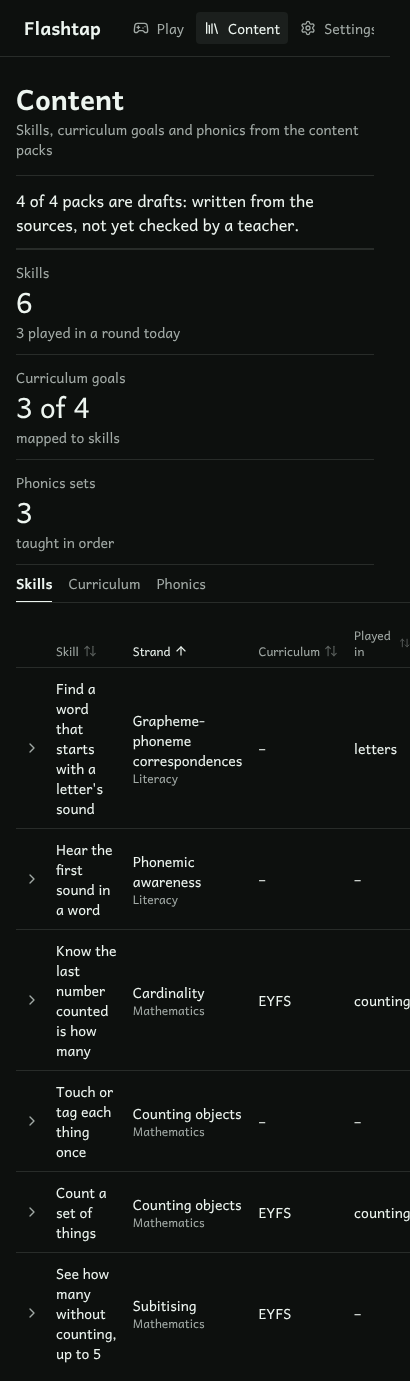 Flashtap Play Content Settings
Content
Skills, curriculum goals and phonics from the content
packs
4 of 4 packs are drafts: written from the
sources, not yet checked by a teacher.
Skills
6
3 played in a round today
Curriculum goals
3 of 4
mapped to skills
Phonics sets
3
taught in order
Skills Curriculum Phonics
Skill Strand Curriculum Played
in
Find a
word
that
starts
with a
letter's
sound
Grapheme-
phoneme
correspondences
Literacy
–
letters
Hear the
first
sound in
a word
Phonemic
awareness
Literacy
–
–
Know the
last
number
counted
is how
many
Cardinality
Mathematics
EYFS
counting
Touch or
tag each
thing
once
Counting objects
Mathematics
–
–
Count a
set of
things
Counting objects
Mathematics
EYFS
counting
See how
many
without
counting,
up to 5
Subitising
Mathematics
EYFS
–